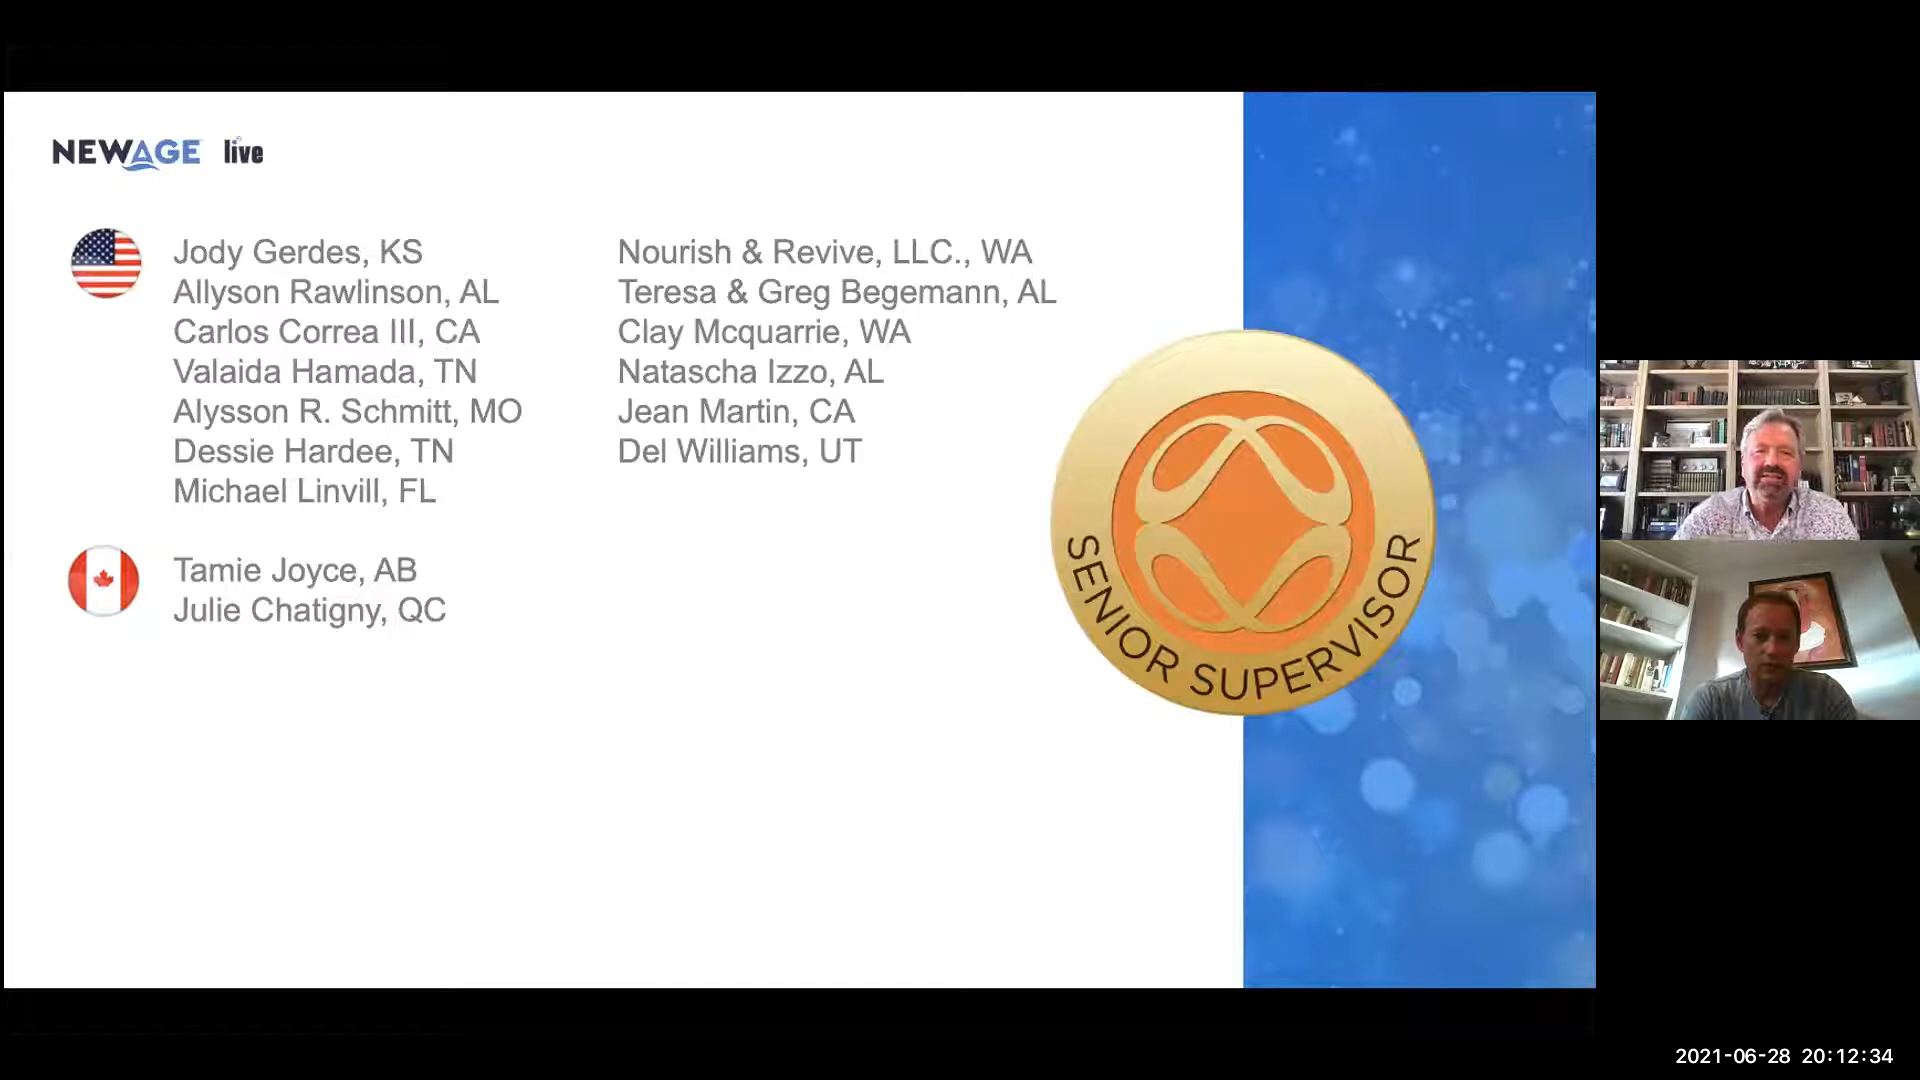 NEWAGE live
Jody Gerdes, KS
Allyson Rawlinson, AL
Carlos Correa III, CA
Valaida Hamada, TN
Alysson R. Schmitt, MO
Dessie Hardee, TN
Michael Linvill, FL
Nourish & Revive, LLC., WA
Teresa & Greg Begemann, AL
Clay Mcquarrie, WA
Natascha Izzo, AL
Jean Martin, CA
Del Williams, UT
Tamie Joyce, AB
Julie Chatigny, QC
SENIOR SUPERVISOR
2021-06-28 20:12:34